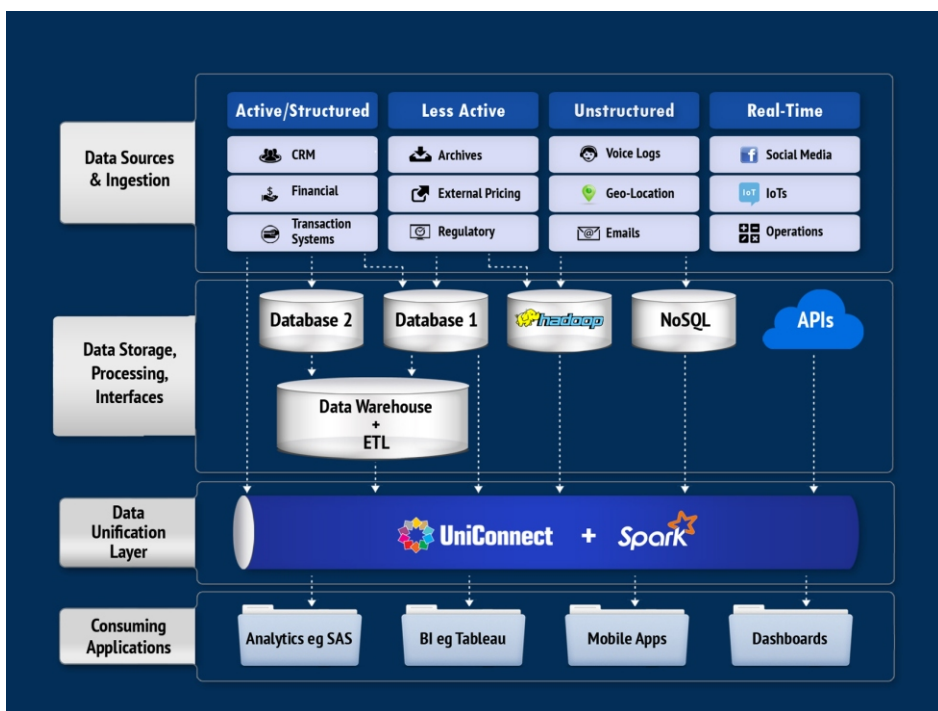 Active/Structured
Less Active
Unstructured
Real-Time
Data Sources
& Ingestion
CRM
Archives
Voice Logs
f
Social Media
$
Financial
External Pricing
Geo-Location
IoT
IoTs
Transaction
Systems
Regulatory
@
Emails
Operations
Data Storage,
Processing,
Interfaces
Database 2
Database 1
hadoop
NoSQL
APIs
Data Warehouse
+
ETL
Data
Unification
Layer
UniConnect + Spark
Consuming
Applications
Analytics eg SAS
BI eg Tableau
Mobile Apps
Dashboards